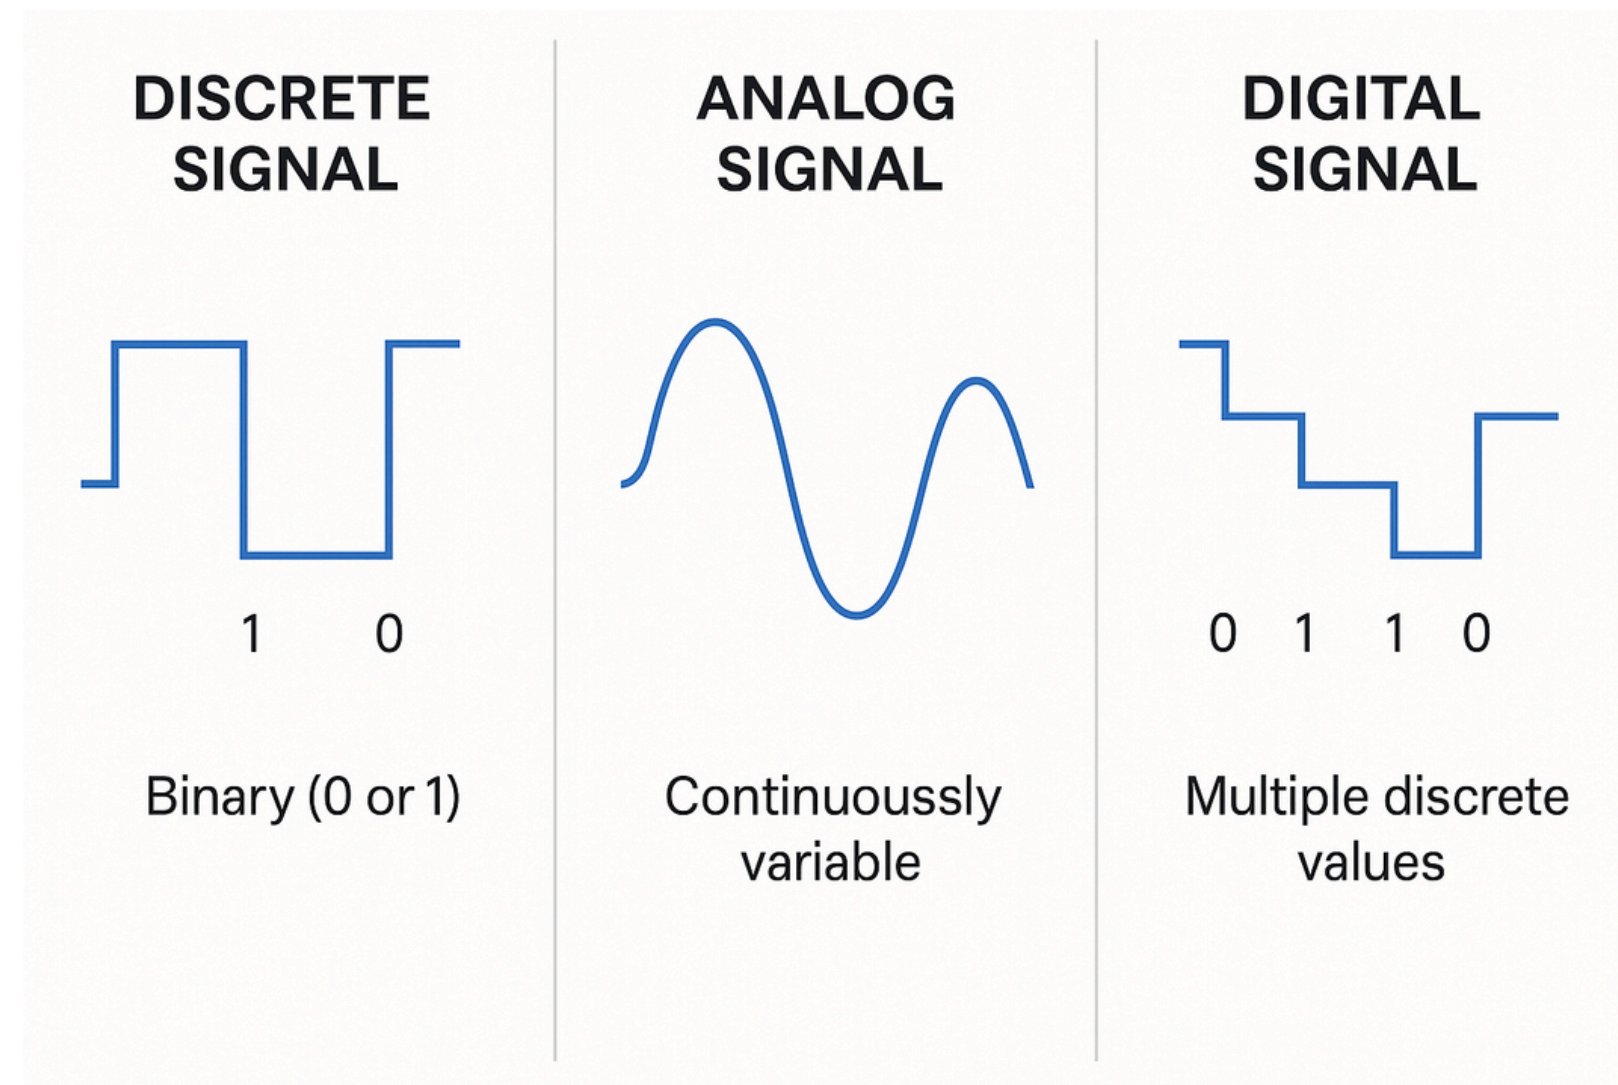 DISCRETE
SIGNAL
1 0
Binary (0 or 1)
ANALOG
SIGNAL
Continuoussly
variable
DIGITAL
SIGNAL
0 1 1 0
Multiple discrete
values